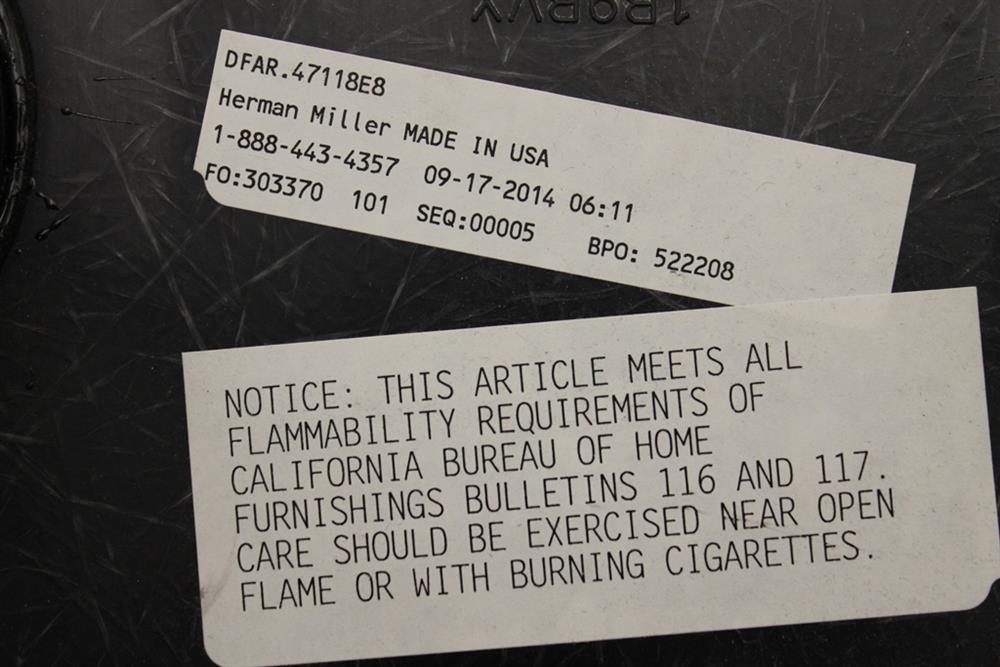 DFAR.47118E8
Herman Miller MADE IN USA
1-888-443-4357 09-17-2014 06:11
FO:303370 101 SEQ:00005 BPO: 522208
NOTICE: THIS ARTICLE MEETS ALL
FLAMMABILITY REQUIREMENTS OF
CALIFORNIA BUREAU OF HOME
FURNISHINGS BULLETINS 116 AND 117.
CARE SHOULD BE EXERCISED NEAR OPEN
FLAME OR WITH BURNING CIGARETTES.